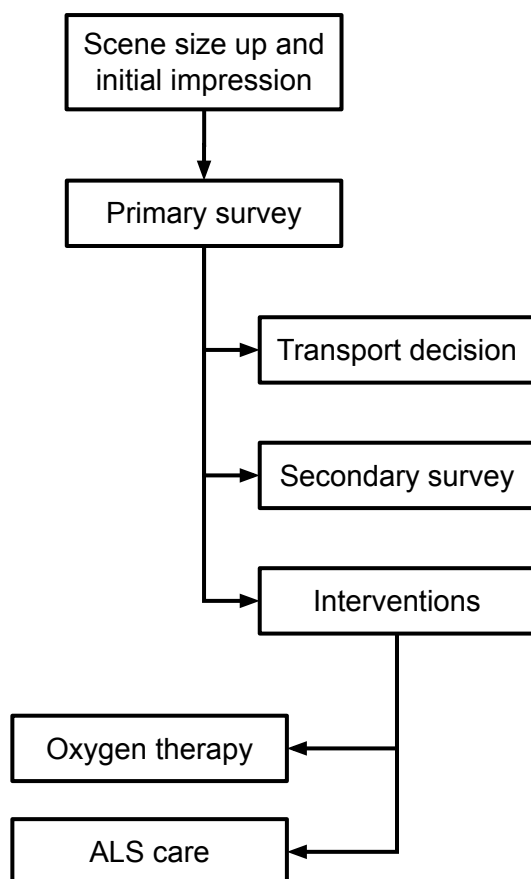 Scene size up and
initial impression
Primary survey
Transport decision
Secondary survey
Interventions
Oxygen therapy
ALS care